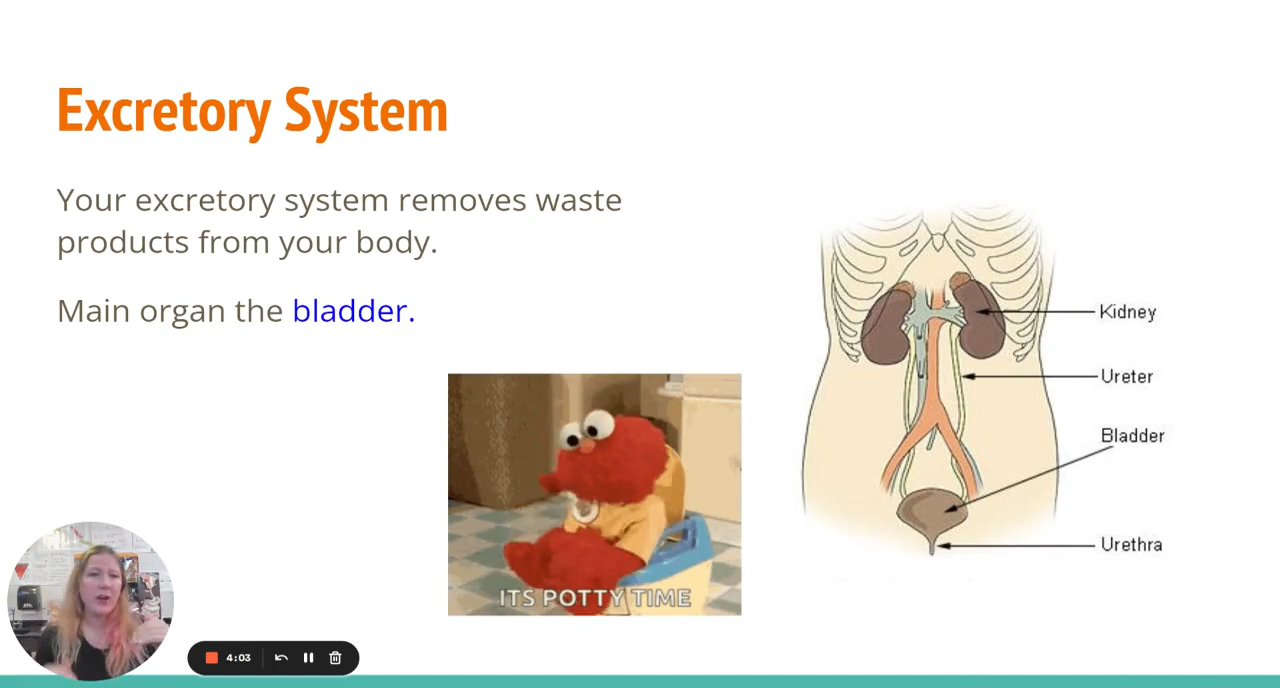 Excretory System
Your excretory system removes waste
products from your body.
Main organ the bladder.
Kidney
Ureter
Bladder
Urethra
ITS POTTY TIME
4:03